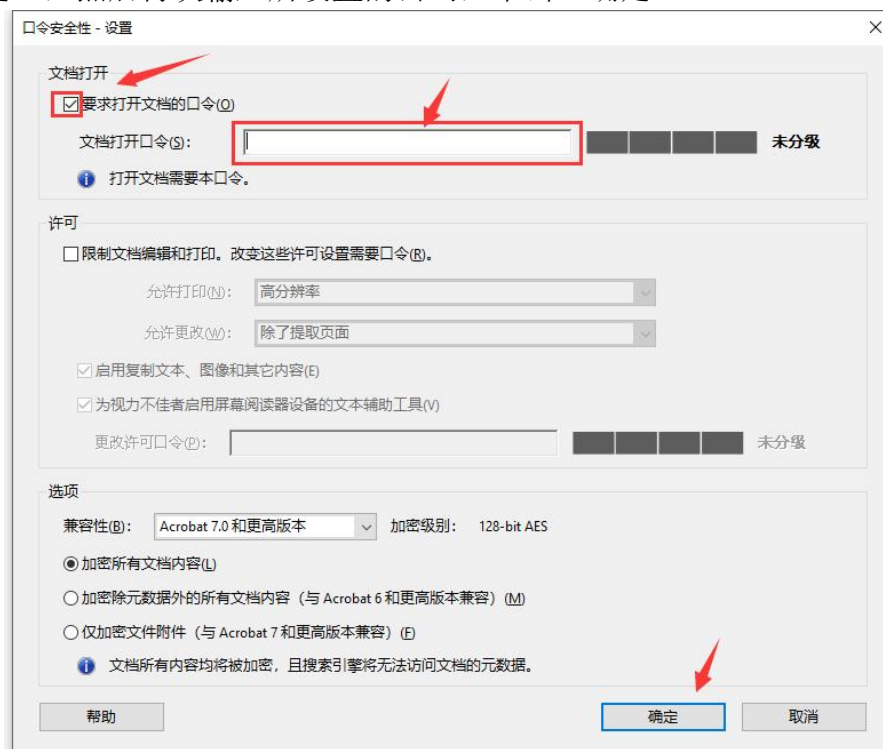 口令安全性 - 设置
文档打开
要求打开文档的口令(O)
文档打开口令(S): 未分级
打开文档需要本口令。
许可
限制文档编辑和打印。改变这些许可设置需要口令(R)。
允许打印(N): 高分辨率
允许更改(W): 除了提取页面
启用复制文本、图像和其它内容(E)
为视力不佳者启用屏幕阅读器设备的文本辅助工具(V)
更改许可口令(P): 未分级
选项
兼容性(B): Acrobat 7.0 和更高版本 加密级别: 128-bit AES
加密所有文档内容(L)
加密除元数据外的所有文档内容（与 Acrobat 6 和更高版本兼容）(M)
仅加密文件附件（与 Acrobat 7 和更高版本兼容）(F)
文档所有内容均将被加密，且搜索引擎将无法访问文档的元数据。
帮助 确定 取消